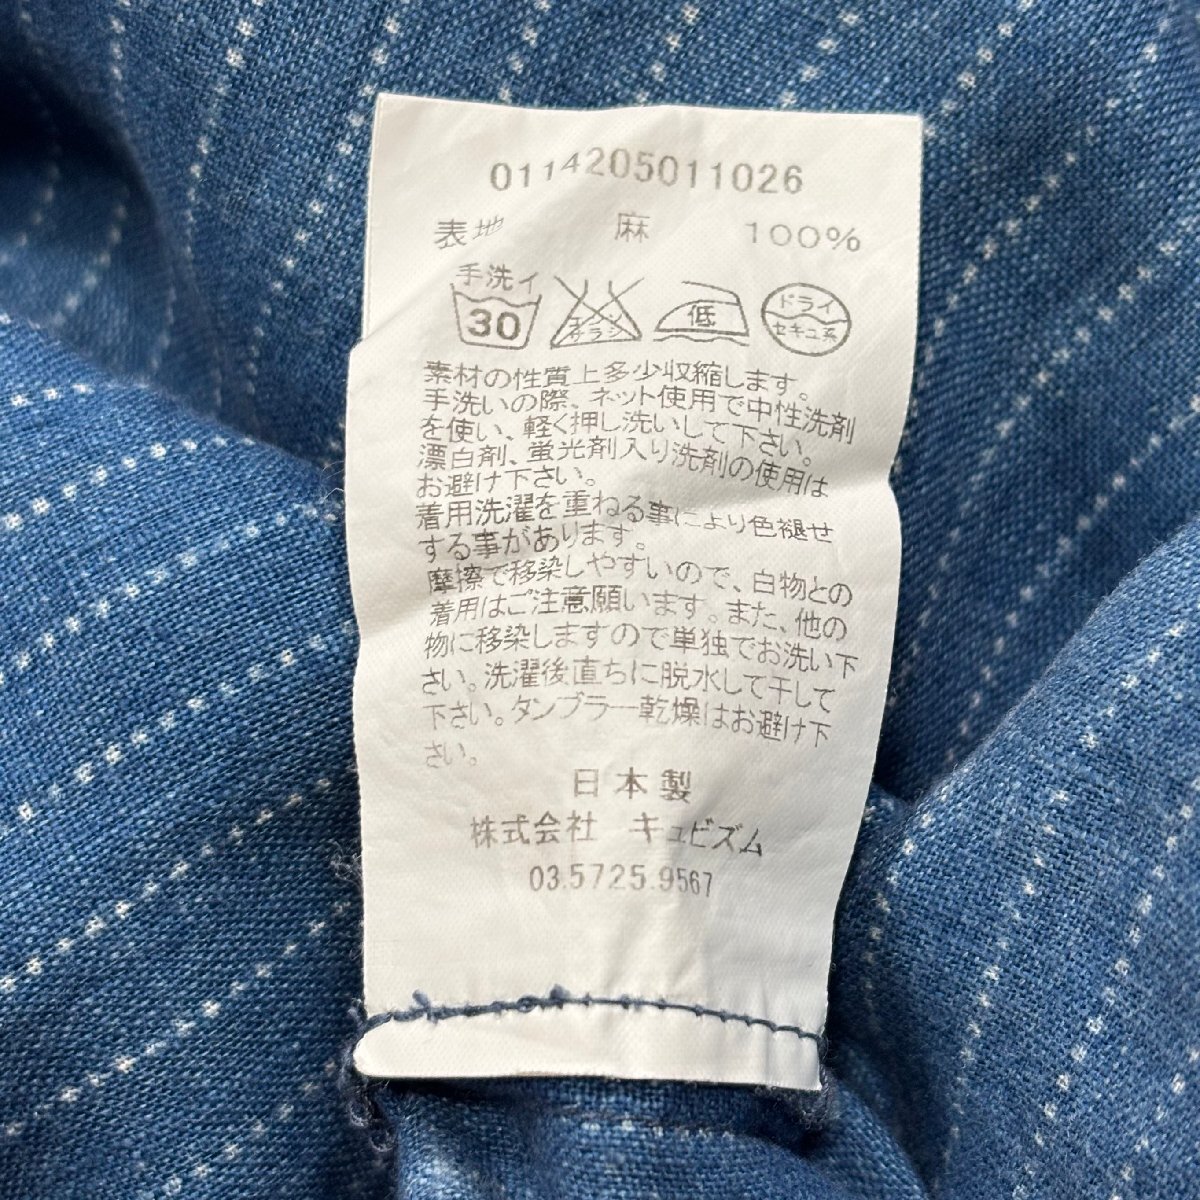 0114205011026
表地 麻 100%
手洗イ
30 エンソサラシ 低 ドライ セキユ系
素材の性質上多少収縮します。
手洗いの際、ネット使用で中性洗剤
を使い、軽く押し洗いして下さい。
漂白剤、蛍光剤入り洗剤の使用は
お避け下さい。
着用洗濯を重ねる事により色褪せ
する事があります。
摩擦で移染しやすいので、白物との
着用はご注意願います。また、他の
物に移染しますので単独でお洗い下
さい。洗濯後直ちに脱水して干して
下さい。タンブラー乾燥はお避け下
さい。
日本製
株式会社 キュビズム
03.5725.9567